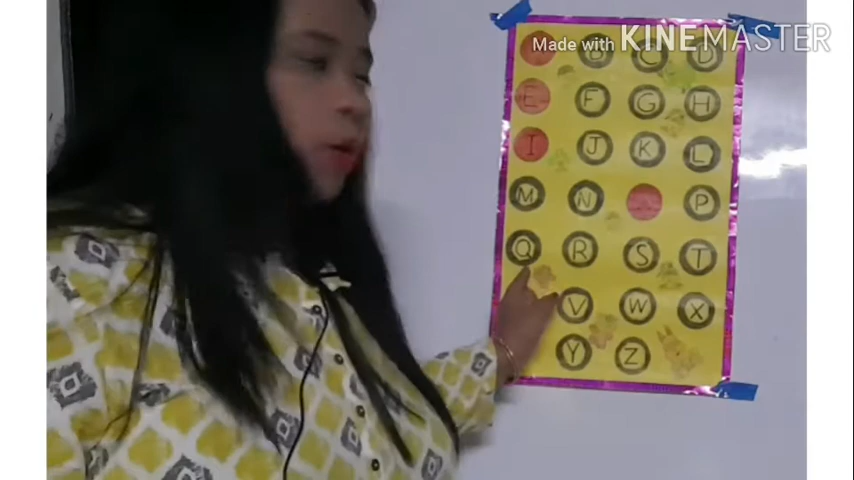 Made with KINEMASTER
B C D
E F G H
I J K L
M N P
Q R S T
V W X
Y Z